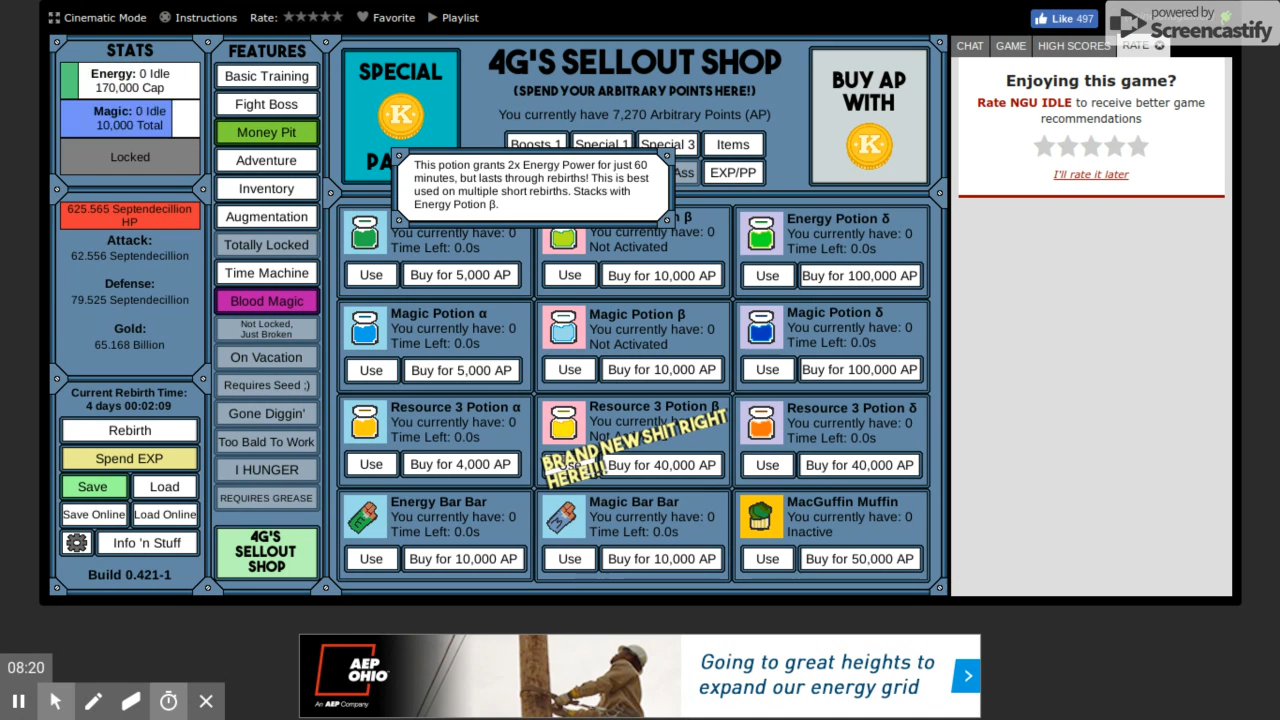 Cinematic Mode
Instructions
Rate:
Favorite
Playlist
Like 497
powered by
Screencastify
STATS
Energy: 0 Idle
170,000 Cap
Magic: 0 Idle
10,000 Total
Locked
625.565 Septendecillion
HP
Attack:
62.556 Septendecillion
Defense:
79.525 Septendecillion
Gold:
65.168 Billion
Current Rebirth Time:
4 days 00:02:09
Rebirth
Spend EXP
Save
Load
Save Online
Load Online
Info 'n Stuff
Build 0.421-1
FEATURES
Basic Training
Fight Boss
Money Pit
Adventure
Inventory
Augmentation
Totally Locked
Time Machine
Blood Magic
Not Locked,
Just Broken
On Vacation
Requires Seed ;)
Gone Diggin'
Too Bald To Work
I HUNGER
REQUIRES GREASE
4G'S
SELLOUT
SHOP
SPECIAL
K
PA
4G'S SELLOUT SHOP
(SPEND YOUR ARBITRARY POINTS HERE!)
You currently have 7,270 Arbitrary Points (AP)
Boosts 1
Special 1
Special 3
Items
Ass
EXP/PP
BUY AP
WITH
K
This potion grants 2x Energy Power for just 60
minutes, but lasts through rebirths! This is best
used on multiple short rebirths. Stacks with
Energy Potion β.
You currently have: 0
Time Left: 0.0s
Use
Buy for 5,000 AP
β
You currently have: 0
Not Activated
Use
Buy for 10,000 AP
Energy Potion δ
You currently have: 0
Time Left: 0.0s
Use
Buy for 100,000 AP
Magic Potion α
You currently have: 0
Time Left: 0.0s
Use
Buy for 5,000 AP
Magic Potion β
You currently have: 0
Not Activated
Use
Buy for 10,000 AP
Magic Potion δ
You currently have: 0
Time Left: 0.0s
Use
Buy for 100,000 AP
Resource 3 Potion α
You currently have: 0
Time Left: 0.0s
Use
Buy for 4,000 AP
Resource 3 Potion β
You currently
BRAND NEW SHIT RIGHT
HERE!!!
Buy for 40,000 AP
Resource 3 Potion δ
You currently have: 0
Time Left: 0.0s
Use
Buy for 40,000 AP
Energy Bar Bar
You currently have: 0
Time Left: 0.0s
Use
Buy for 10,000 AP
Magic Bar Bar
You currently have: 0
Time Left: 0.0s
Use
Buy for 10,000 AP
MacGuffin Muffin
You currently have: 0
Inactive
Use
Buy for 50,000 AP
CHAT
GAME
HIGH SCORES
RATE
Enjoying this game?
Rate NGU IDLE to receive better game
recommendations
I'll rate it later
AEP
OHIO
An AEP Company
Going to great heights to
expand our energy grid
08:20